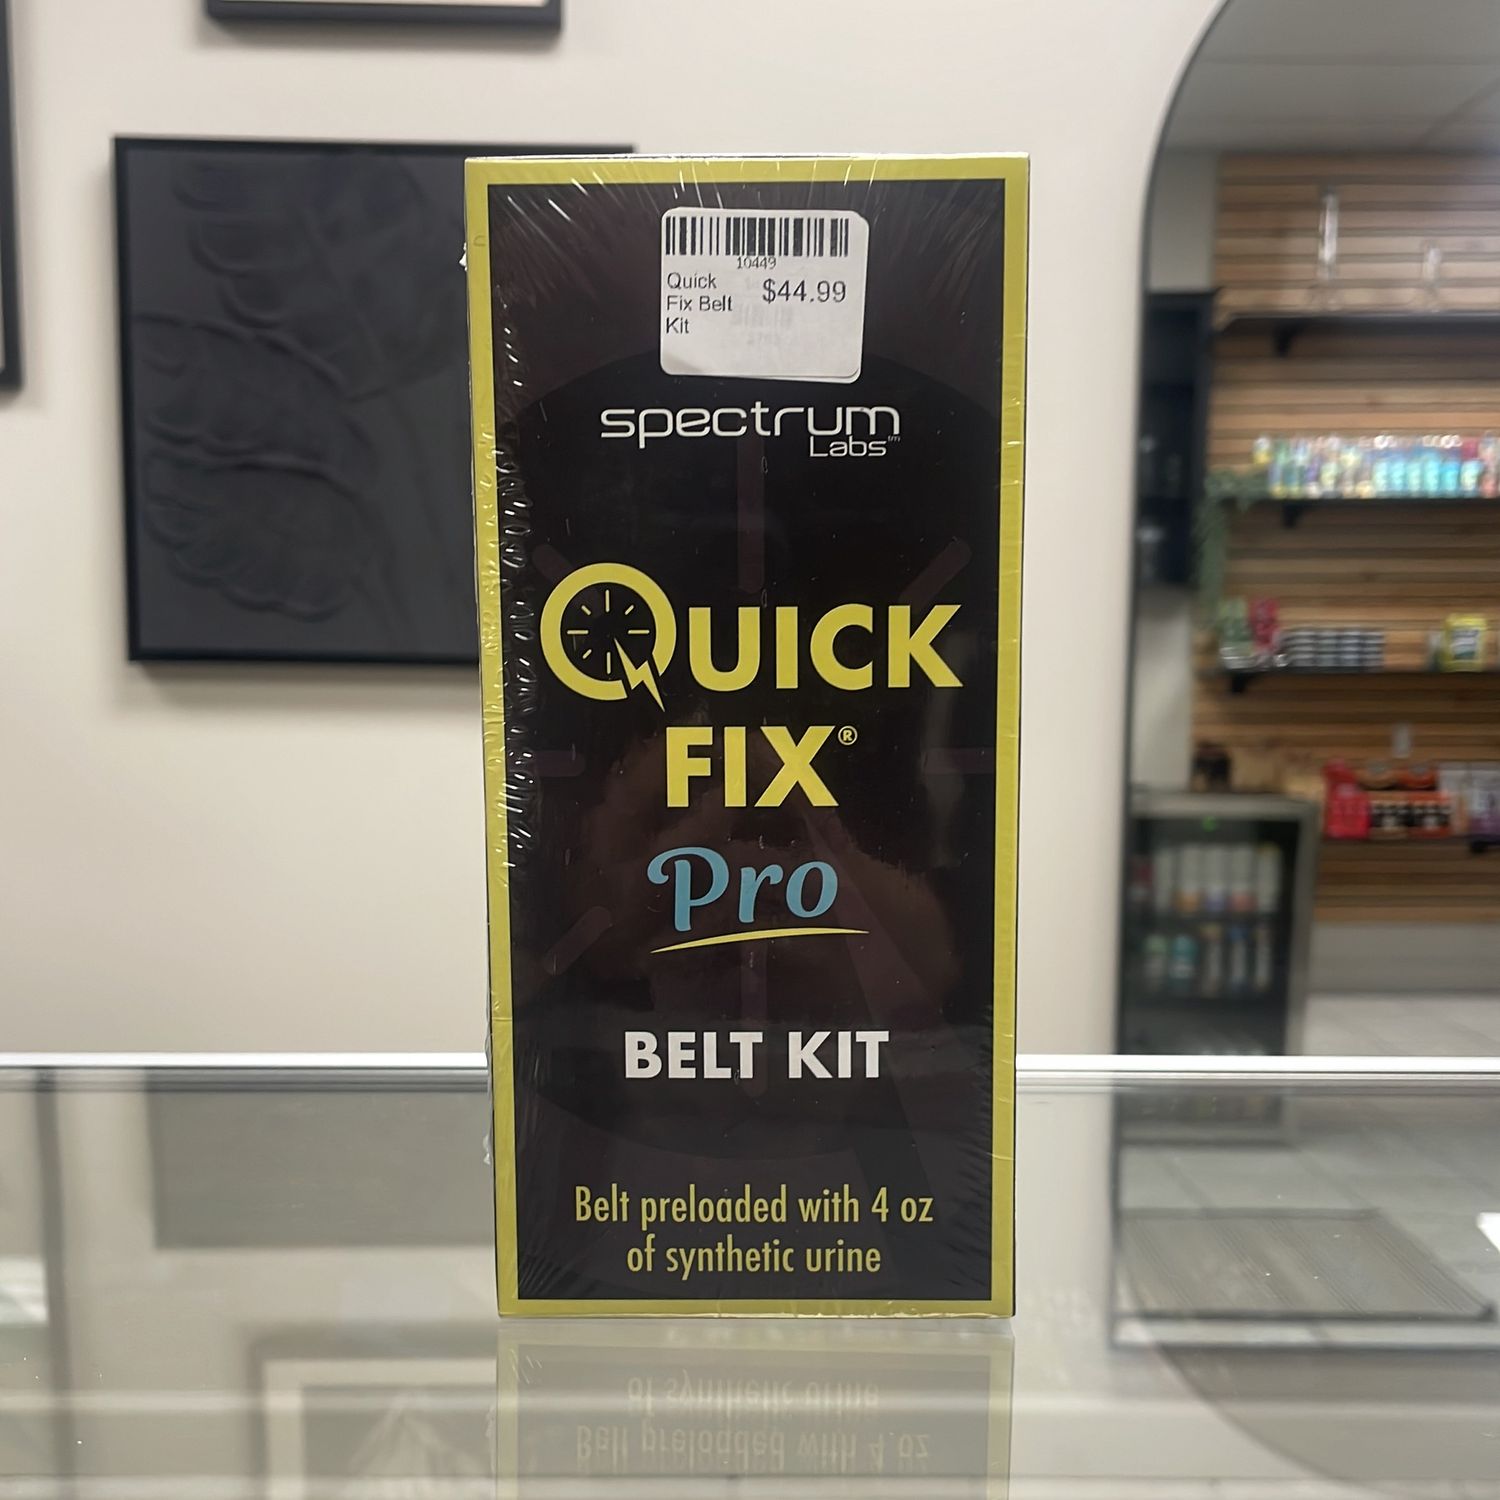 10449
Quick
Fix Belt $44.99
Kit
spectrum
Labs™
QUICK
FIX®
Pro
BELT KIT
Belt preloaded with 4 oz
of synthetic urine